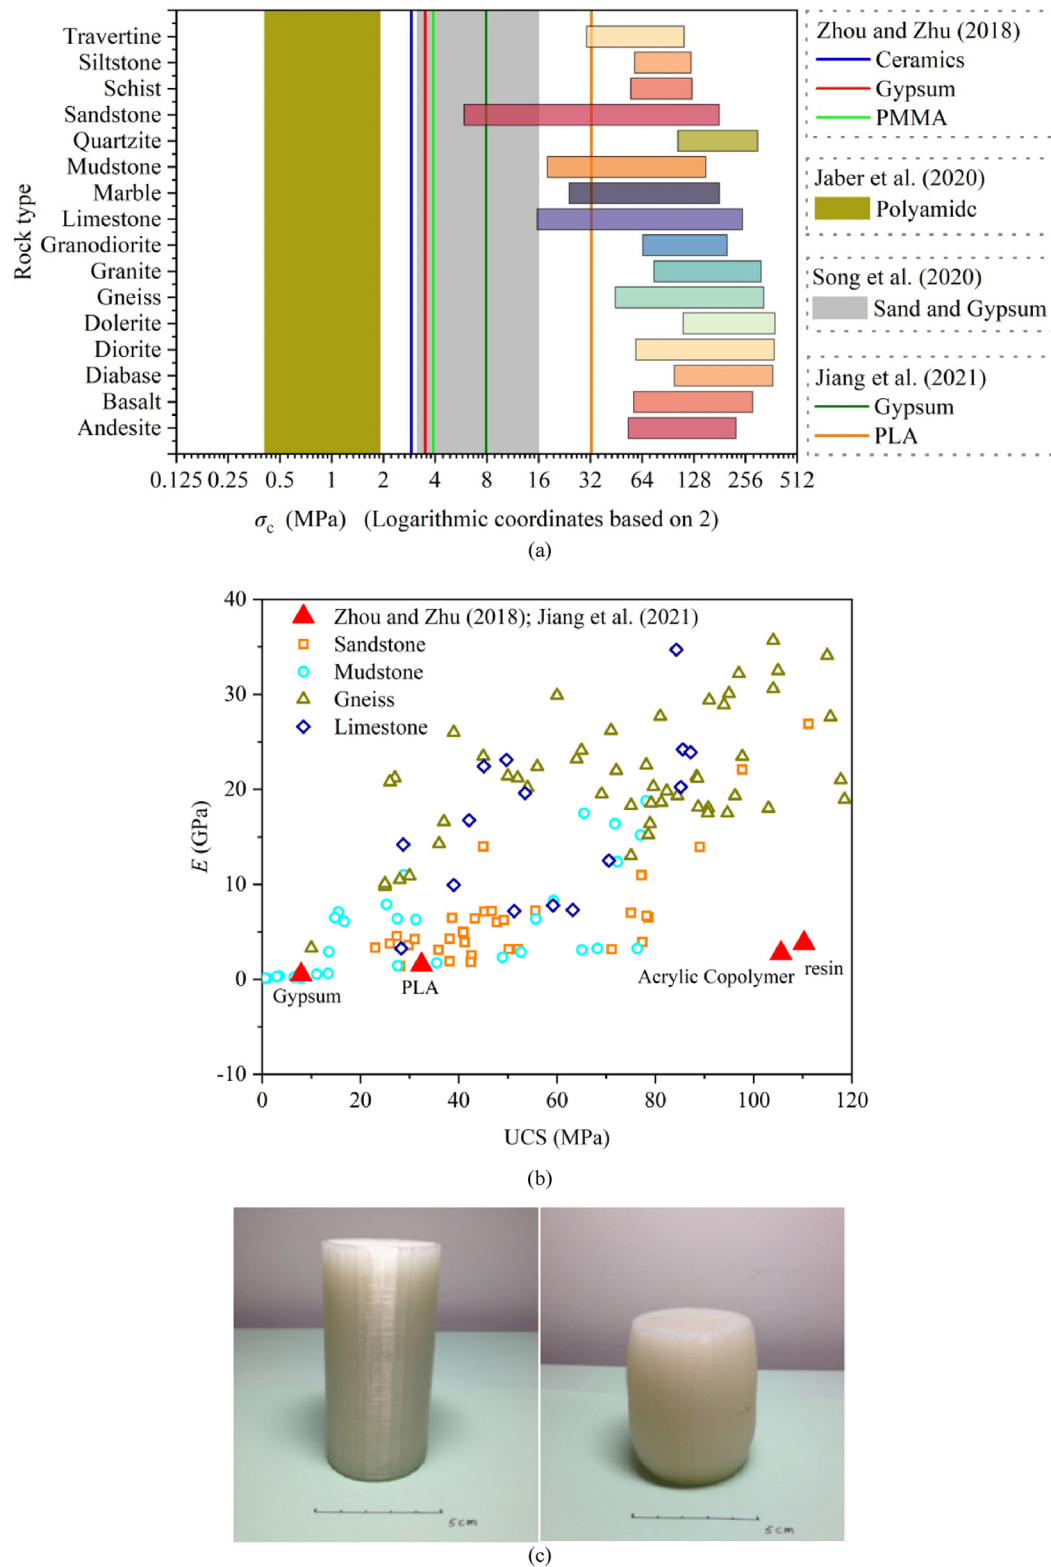 Travertine
Siltstone
Schist
Sandstone
Quartzite
Mudstone
Marble
Limestone
Granodiorite
Granite
Gneiss
Dolerite
Diorite
Diabase
Basalt
Andesite
Rock type
0.125 0.25 0.5 1 2 4 8 16 32 64 128 256 512
σc (MPa) (Logarithmic coordinates based on 2)
Zhou and Zhu (2018)
Ceramics
Gypsum
PMMA
Jaber et al. (2020)
Polyamidc
Song et al. (2020)
Sand and Gypsum
Jiang et al. (2021)
Gypsum
PLA
(a)
40
30
20
10
0
-10
E (GPa)
Zhou and Zhu (2018); Jiang et al. (2021)
Sandstone
Mudstone
Gneiss
Limestone
Gypsum
PLA
Acrylic Copolymer
resin
0 20 40 60 80 100 120
UCS (MPa)
(b)
5cm
5cm
(c)